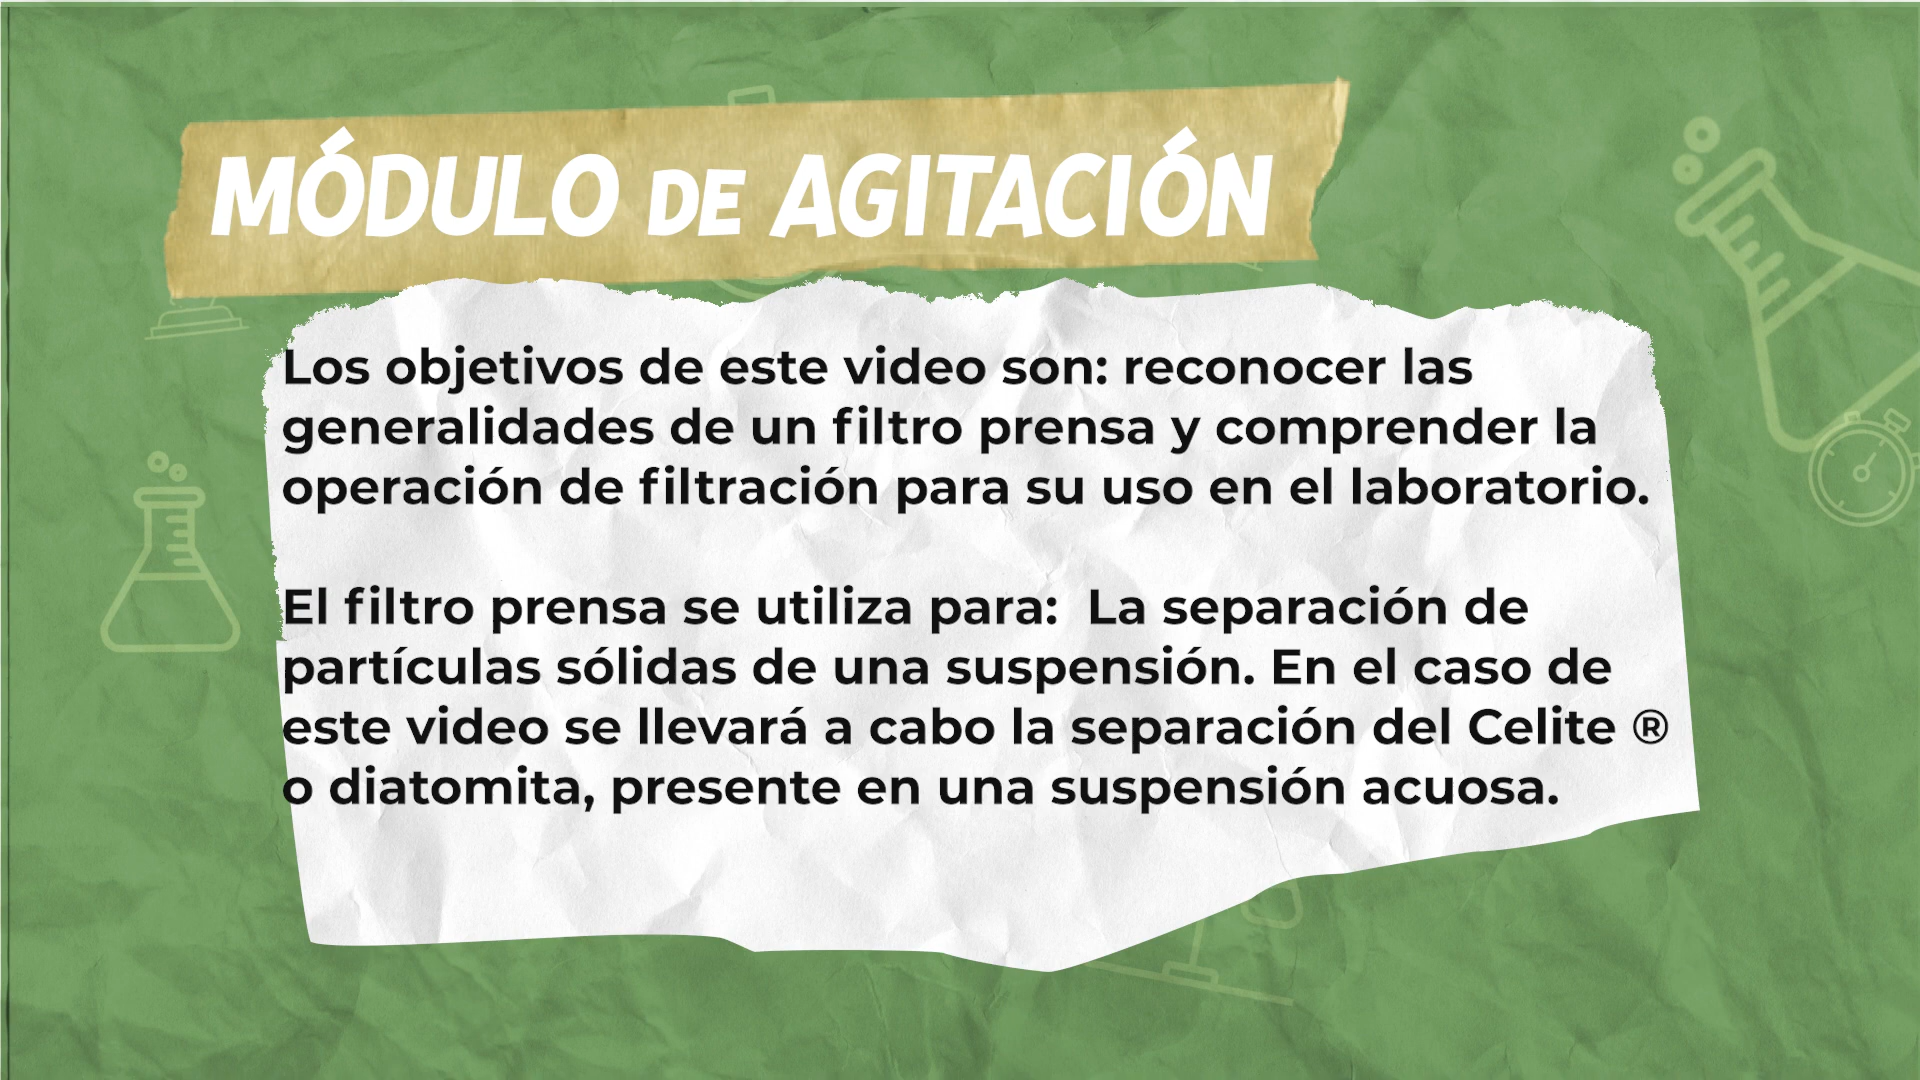 MÓDULO DE AGITACIÓN
Los objetivos de este video son: reconocer las
generalidades de un filtro prensa y comprender la
operación de filtración para su uso en el laboratorio.
El filtro prensa se utiliza para:  La separación de
partículas sólidas de una suspensión. En el caso de
este video se llevará a cabo la separación del Celite ®
o diatomita, presente en una suspensión acuosa.